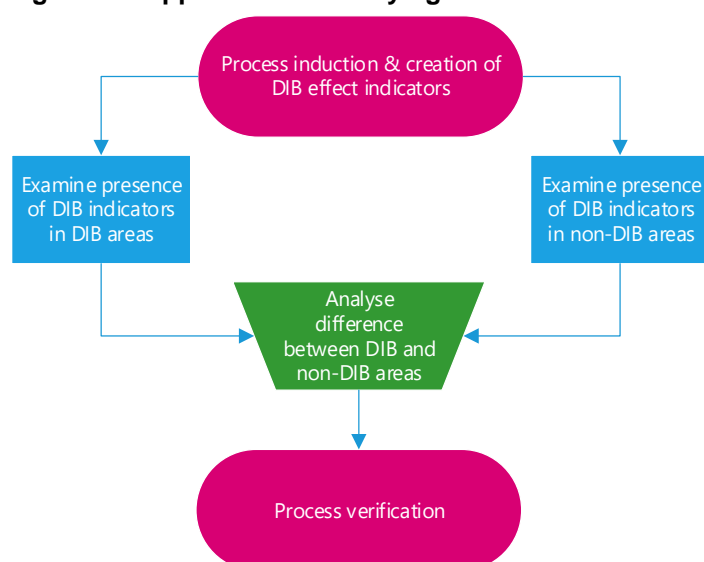 Process induction & creation of
DIB effect indicators
Examine presence
of DIB indicators
in DIB areas
Examine presence
of DIB indicators
in non-DIB areas
Analyse
difference
between DIB and
non-DIB areas
Process verification